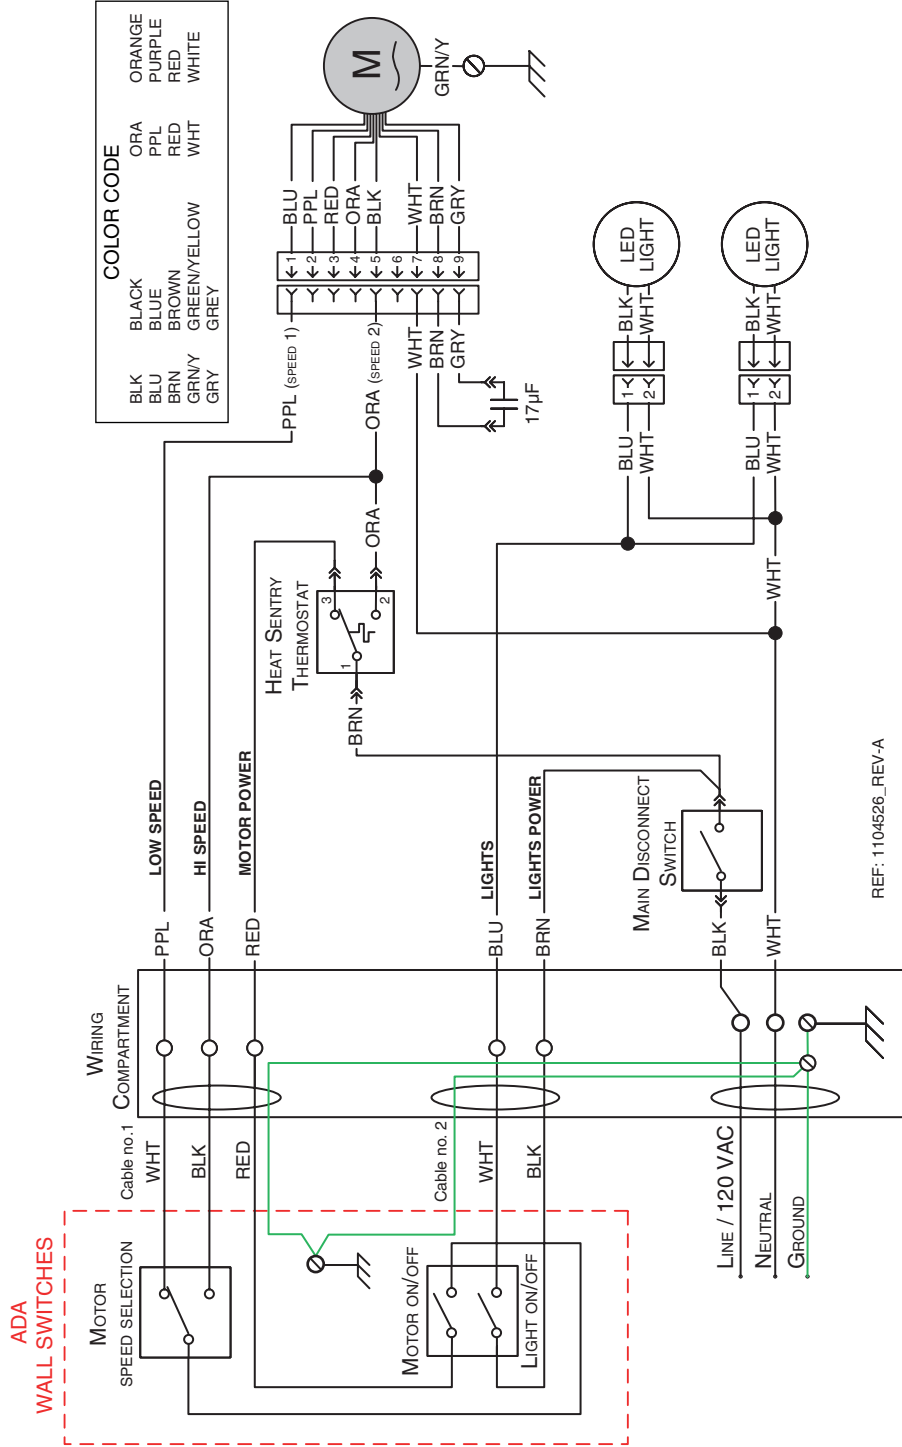 COLOR CODE
BLK BLACK ORA ORANGE
BLU BLUE PPL PURPLE
BRN BROWN RED RED
GRN/Y GREEN/YELLOW WHT WHITE
GRY GREY
M
GRN/Y
BLU
PPL
RED
ORA
BLK
WHT
BRN
GRY
1
2
3
4
5
6
7
8
9
PPL (SPEED 1)
ORA (SPEED 2)
WHT
BRN
GRY
17µF
LED
LIGHT
LED
LIGHT
BLK
WHT
BLK
WHT
1
2
1
2
BLU
WHT
BLU
WHT
WHT
HEAT SENTRY
THERMOSTAT
3
2
1
ORA
BRN
LOW SPEED
HI SPEED
MOTOR POWER
LIGHTS
LIGHTS POWER
MAIN DISCONNECT
SWITCH
PPL
ORA
RED
BLU
BRN
BLK
WHT
WIRING
COMPARTMENT
Cable no.1
WHT
BLK
RED
Cable no. 2
WHT
BLK
LINE / 120 VAC
NEUTRAL
GROUND
ADA
WALL SWITCHES
MOTOR
SPEED SELECTION
MOTOR ON/OFF
LIGHT ON/OFF
REF: 1104526_REV-A